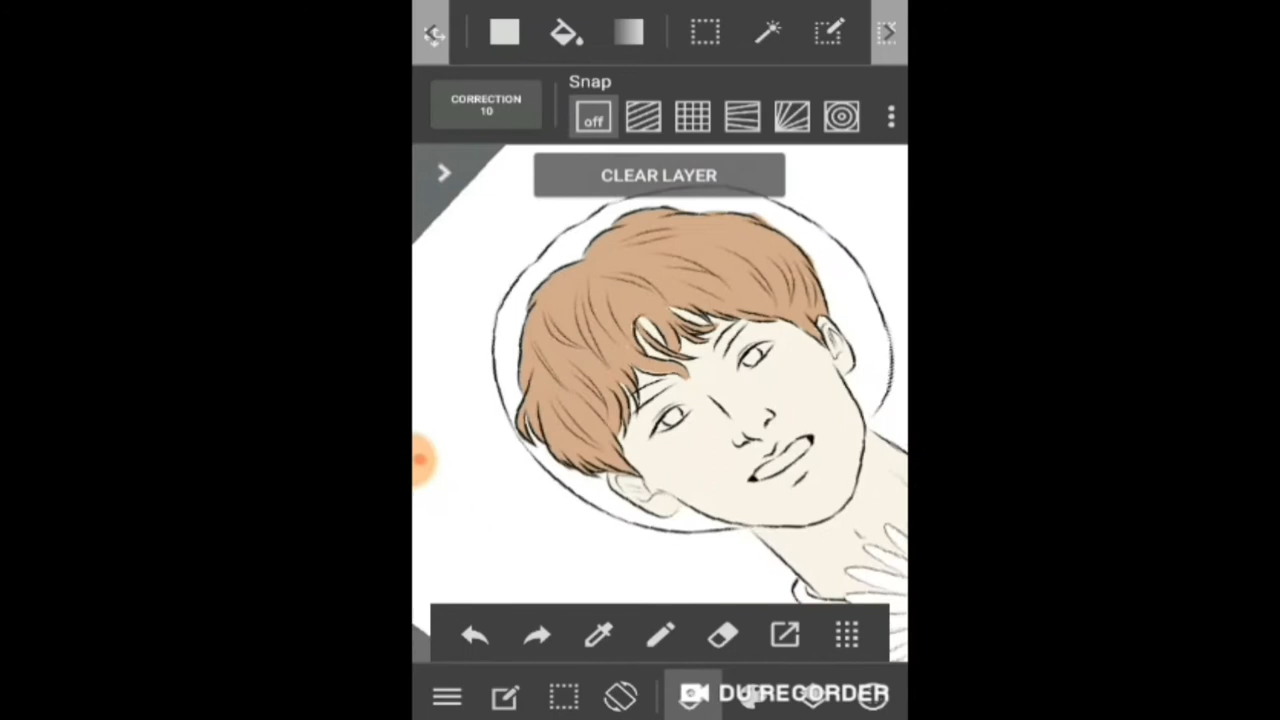 Snap
CORRECTION
10
off
CLEAR LAYER
DU RECORDER